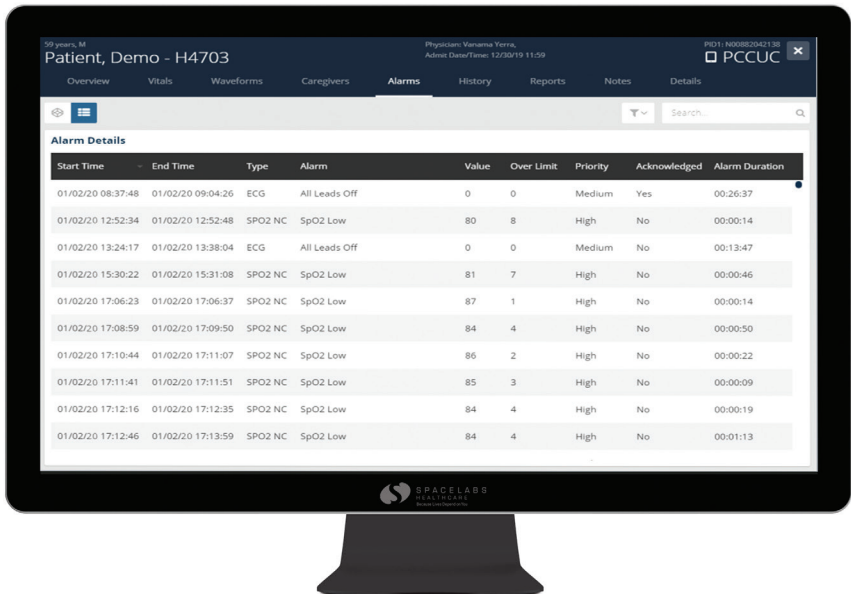 59 years, M
Patient, Demo - H4703
Physician: Vanama Yerra,
Admit Date/Time: 12/30/19 11:59
PID1: N00882042138
PCCUC
Overview Vitals Waveforms Caregivers Alarms History Reports Notes Details
Search...
Alarm Details
Start Time End Time Type Alarm Value Over Limit Priority Acknowledged Alarm Duration
01/02/20 08:37:48 01/02/20 09:04:26 ECG All Leads Off 0 0 Medium Yes 00:26:37
01/02/20 12:52:34 01/02/20 12:52:48 SPO2 NC SpO2 Low 80 8 High No 00:00:14
01/02/20 13:24:17 01/02/20 13:38:04 ECG All Leads Off 0 0 Medium No 00:13:47
01/02/20 15:30:22 01/02/20 15:31:08 SPO2 NC SpO2 Low 81 7 High No 00:00:46
01/02/20 17:06:23 01/02/20 17:06:37 SPO2 NC SpO2 Low 87 1 High No 00:00:14
01/02/20 17:08:59 01/02/20 17:09:50 SPO2 NC SpO2 Low 84 4 High No 00:00:50
01/02/20 17:10:44 01/02/20 17:11:07 SPO2 NC SpO2 Low 86 2 High No 00:00:22
01/02/20 17:11:41 01/02/20 17:11:51 SPO2 NC SpO2 Low 85 3 High No 00:00:09
01/02/20 17:12:16 01/02/20 17:12:35 SPO2 NC SpO2 Low 84 4 High No 00:00:19
01/02/20 17:12:46 01/02/20 17:13:59 SPO2 NC SpO2 Low 84 4 High No 00:01:13
SPACELABS
HEALTHCARE
Because Lives Depend on You